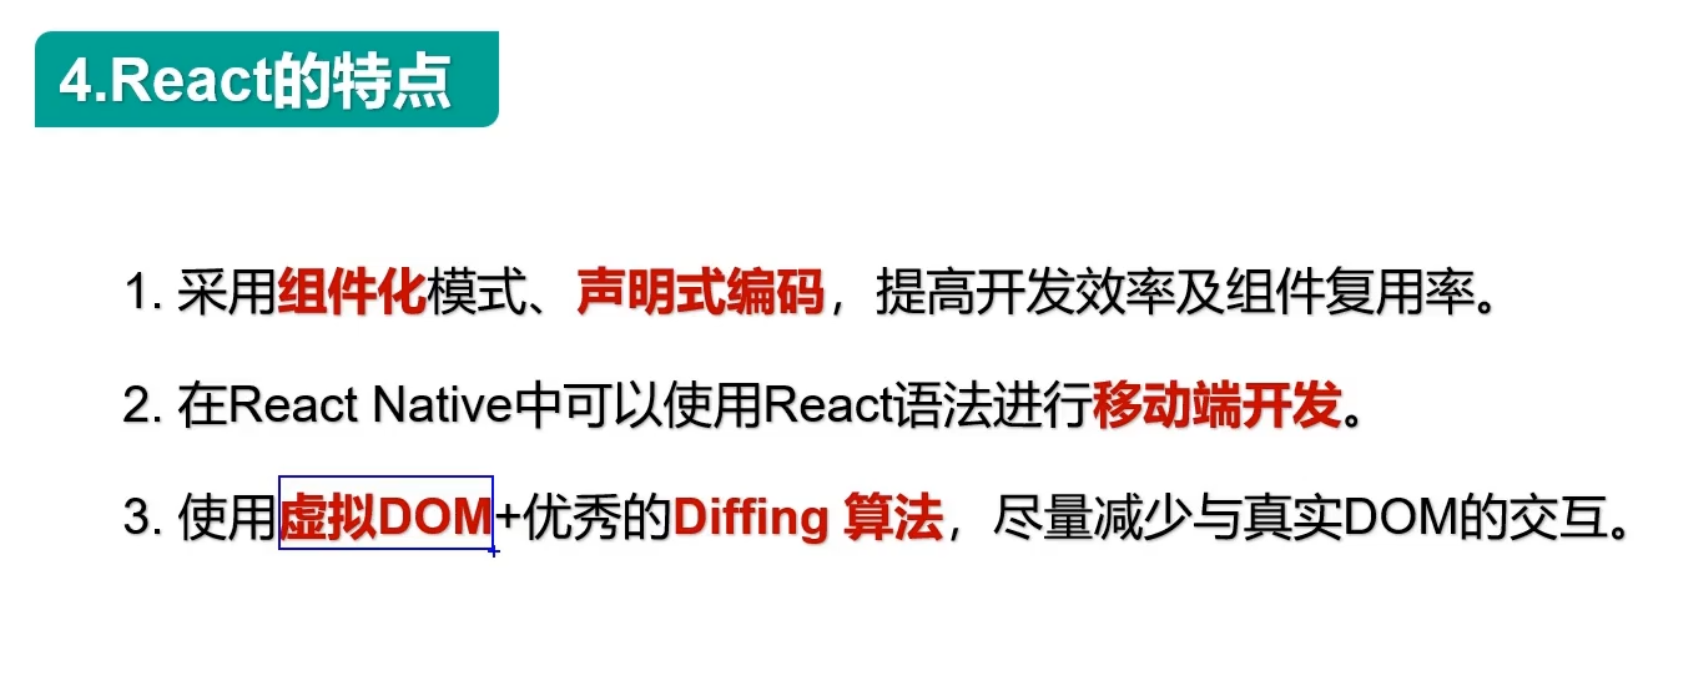 4.React的特点
1. 采用组件化模式、声明式编码，提高开发效率及组件复用率。
2. 在React Native中可以使用React语法进行移动端开发。
3. 使用虚拟DOM+优秀的Diffing 算法，尽量减少与真实DOM的交互。